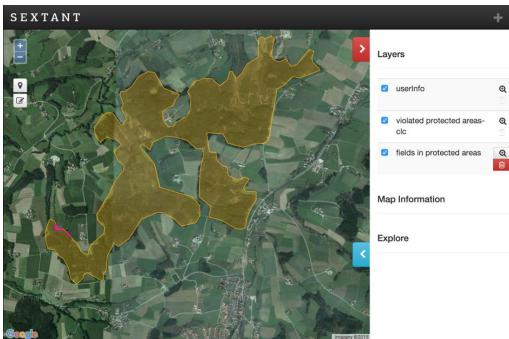 SEXTANT
Layers
userInfo
violated protected areas-
clc
fields in protected areas
Map Information
Explore
Google
Imagery ©2015